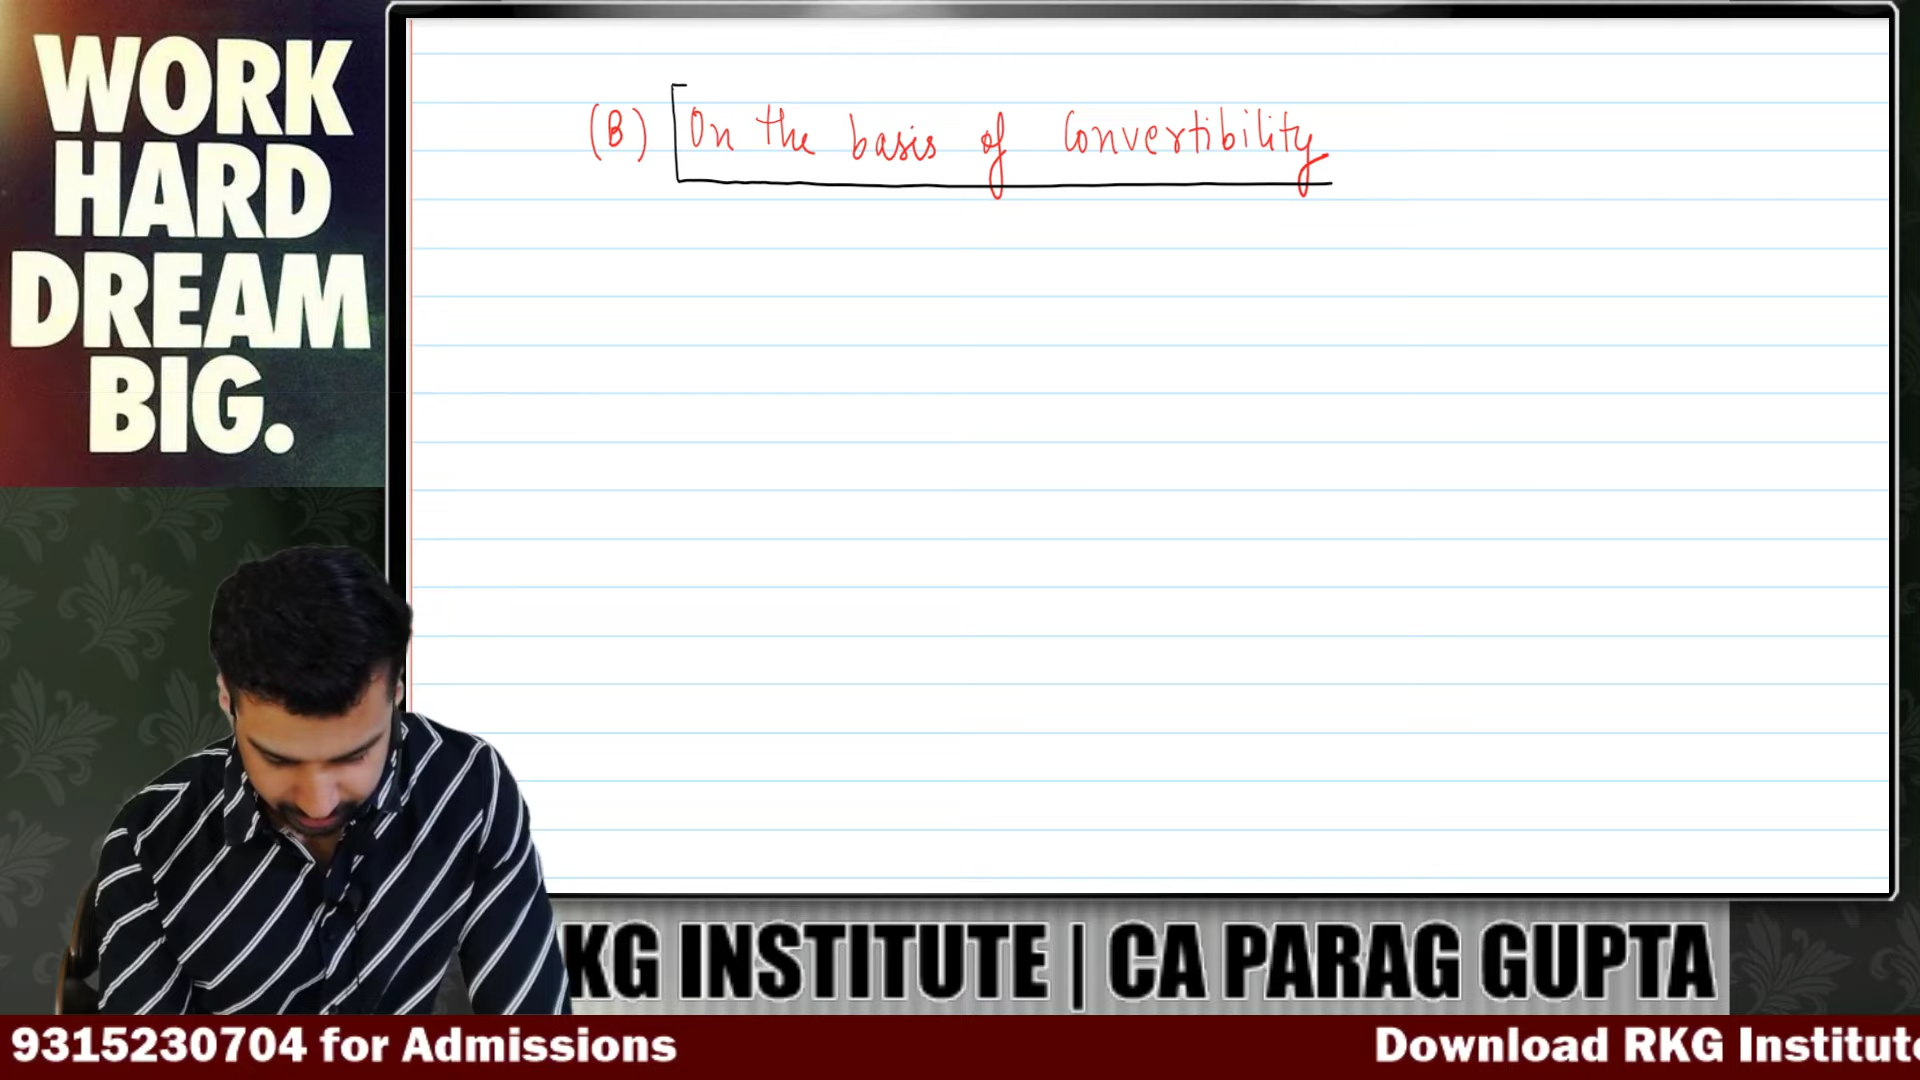 WORK
HARD
DREAM
BIG.
(B) On the basis of Convertibility
KG INSTITUTE | CA PARAG GUPTA
9315230704 for Admissions
Download RKG Institut